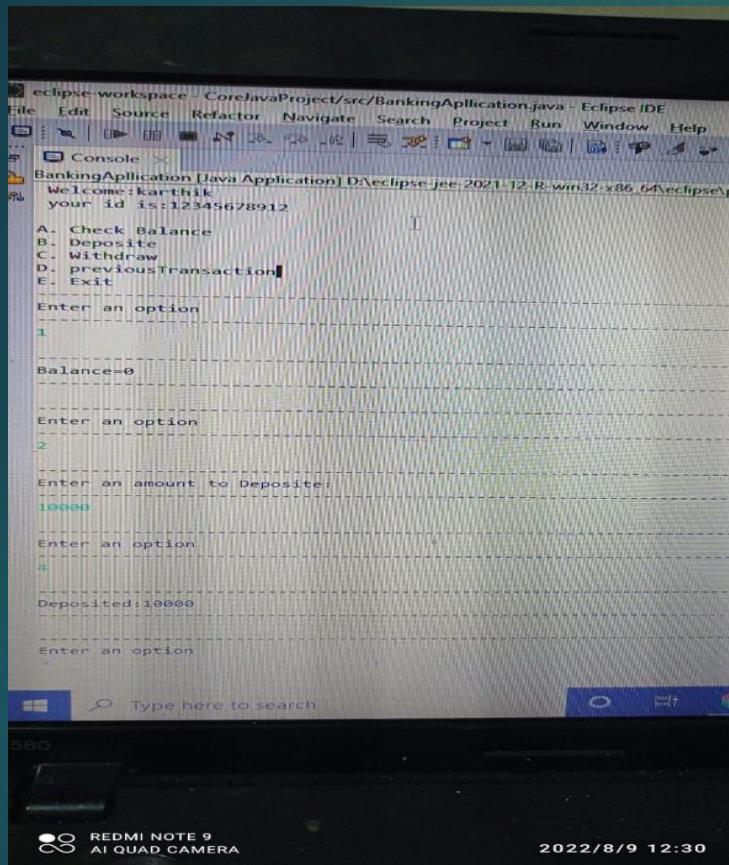 eclipse-workspace - CoreJavaProject/src/BankingApllication.java - Eclipse IDE
File Edit Source Refactor Navigate Search Project Run Window Help
Console
BankingApllication [Java Application] D:\eclipse-jee-2021-12-R-win32-x86_64\eclipse\p
Welcome:karthik
your id is:12345678912
A. Check Balance
B. Deposite
C. Withdraw
D. previousTransaction
E. Exit
Enter an option
1
Balance=0
Enter an option
2
Enter an amount to Deposite:
10000
Enter an option
4
Deposited:10000
Enter an option
Type here to search
580
REDMI NOTE 9
AI QUAD CAMERA
2022/8/9 12:30